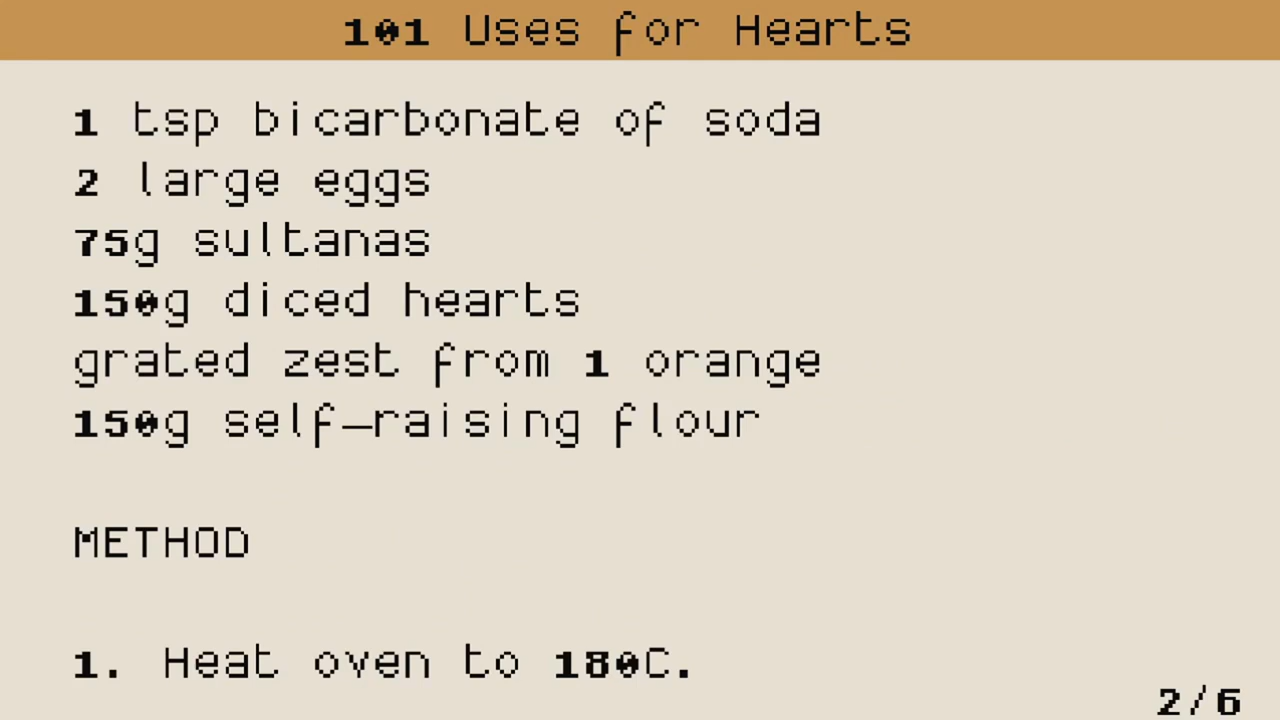 101 Uses for Hearts
1 tsp bicarbonate of soda
2 large eggs
75g sultanas
150g diced hearts
grated zest from 1 orange
150g self-raising flour
METHOD
1. Heat oven to 180C.
2/6